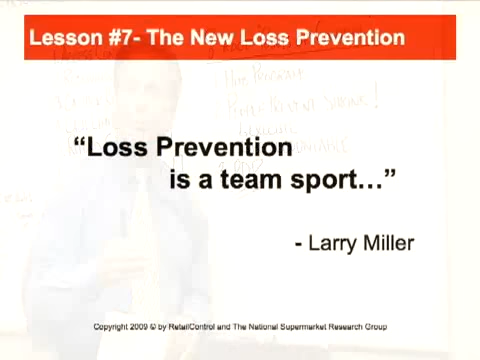 Lesson #7- The New Loss Prevention
“Loss Prevention
is a team sport…”
- Larry Miller
Copyright 2009 © by RetailControl and The National Supermarket Research Group